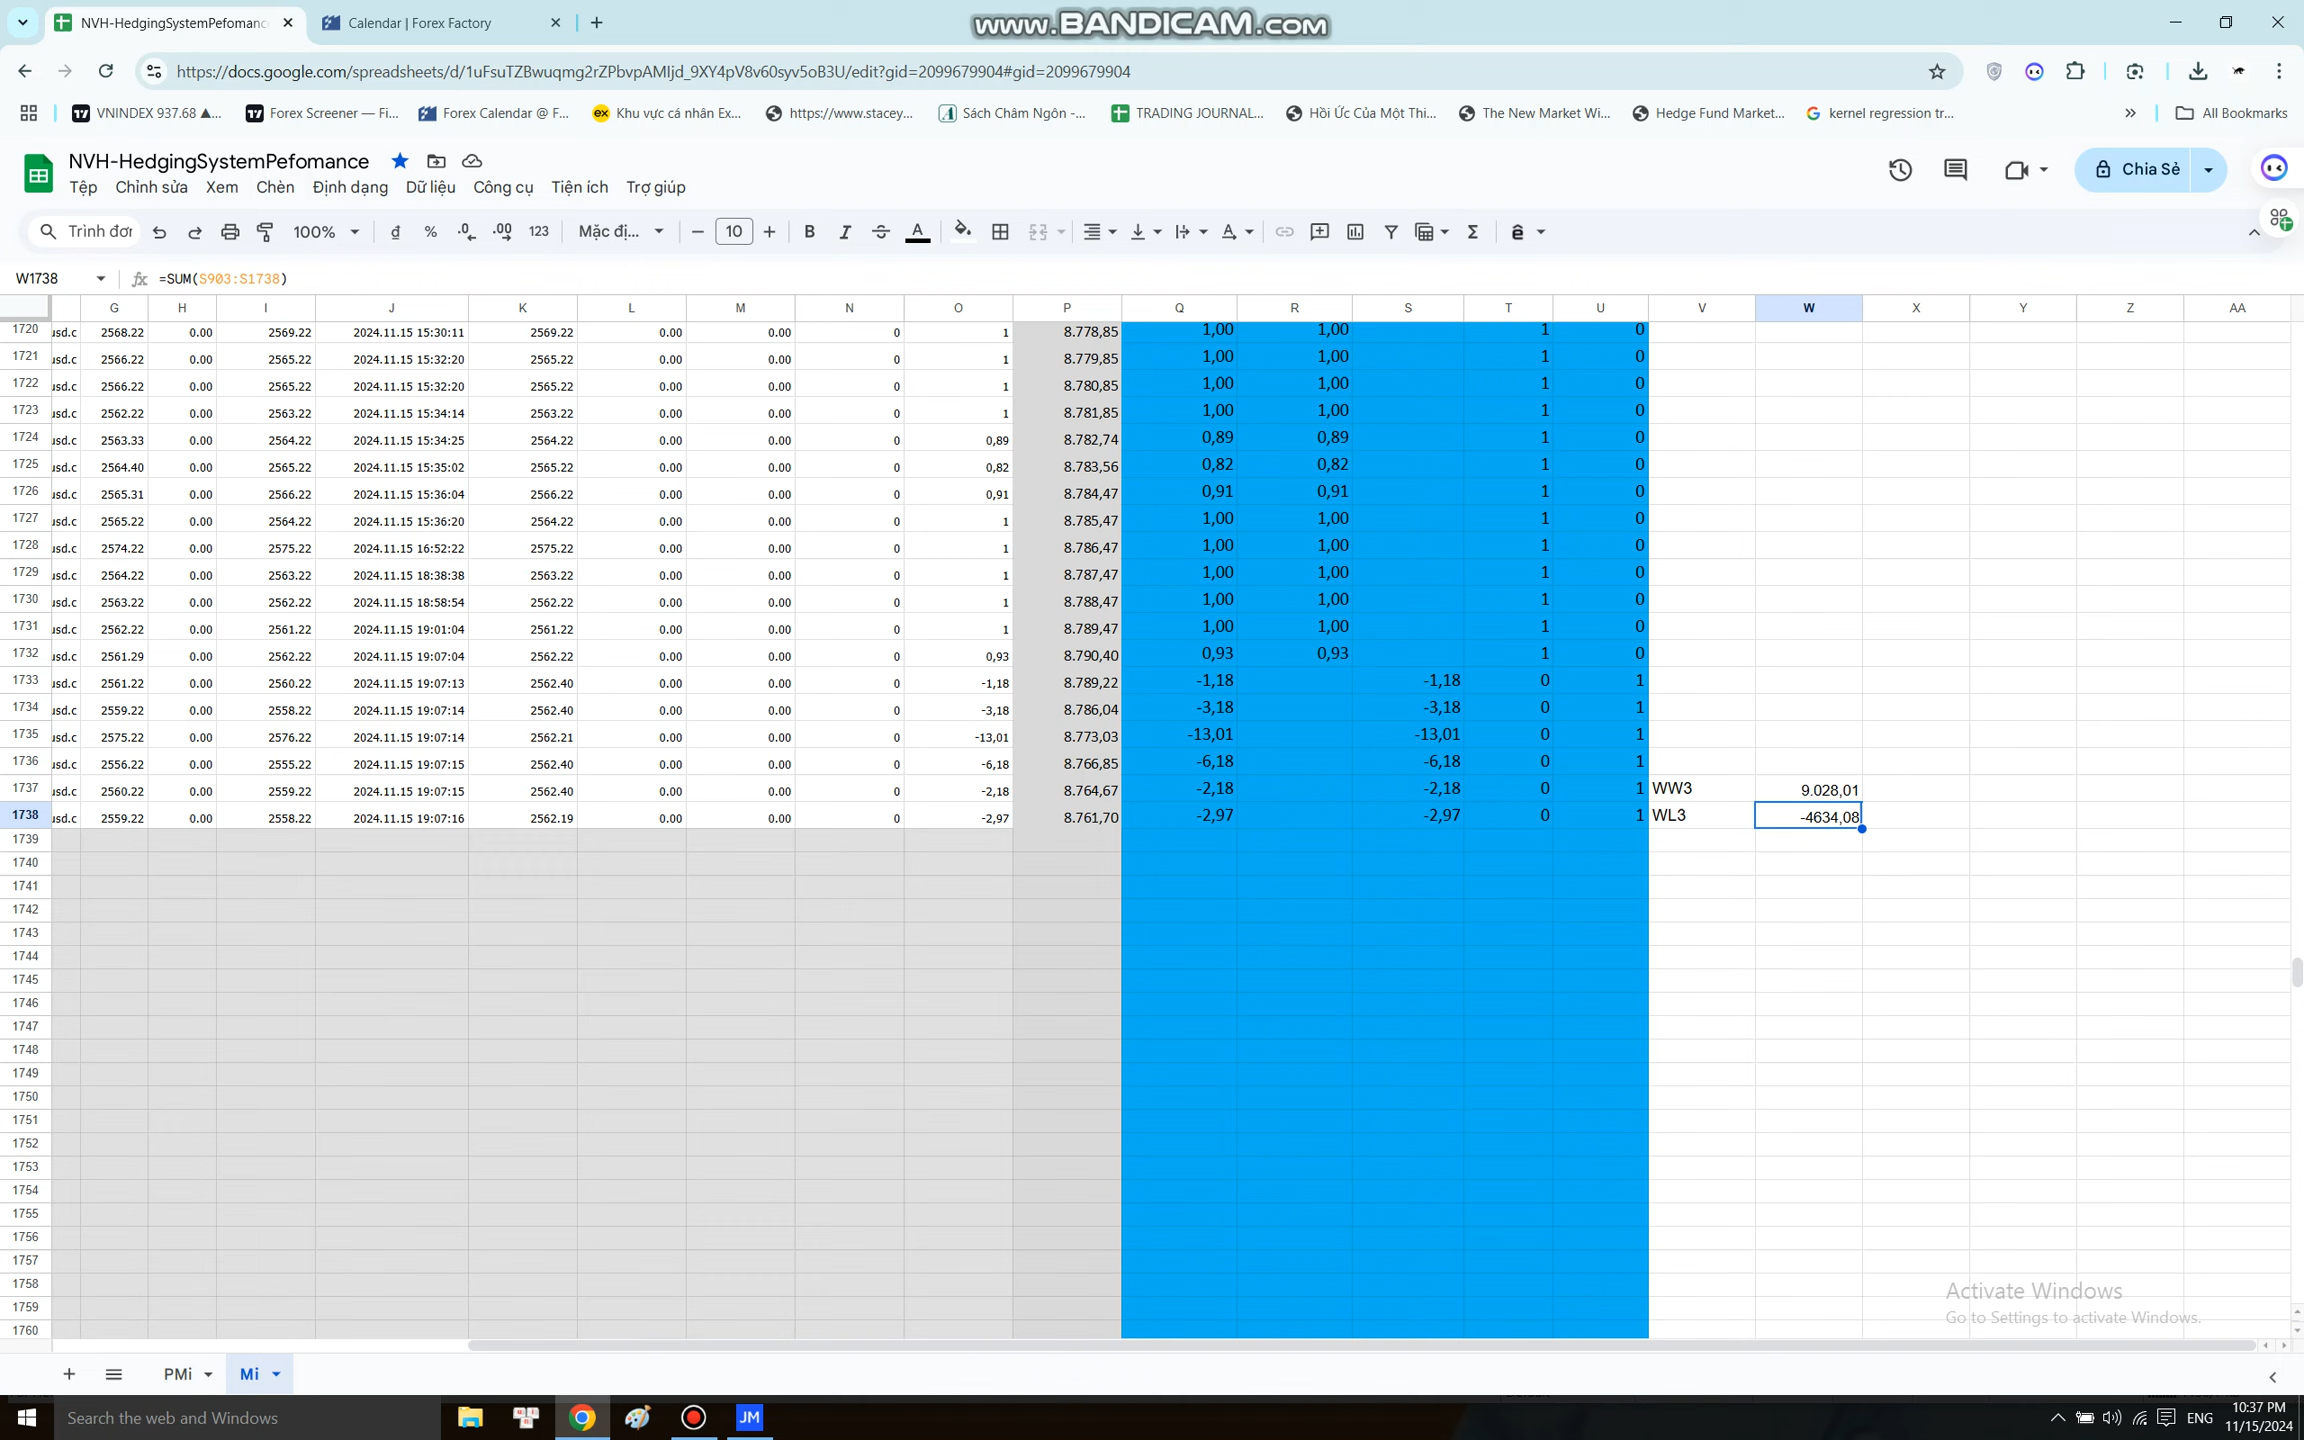 www.BANDICAM.com
NVH-HedgingSystemPefomanc
Calendar | Forex Factory
https://docs.google.com/spreadsheets/d/1uFsuTZBwuqmg2rZPbvpAMIjd_9XY4pV8v60syv5oB3U/edit?gid=2099679904#gid=2099679904
VNINDEX 937.68 ▲... Forex Screener — Fi... Forex Calendar @ F... Khu vực cá nhân Ex... https://www.stacey... Sách Châm Ngôn -... TRADING JOURNAL... Hồi Ức Của Một Thi... The New Market Wi... Hedge Fund Market... kernel regression tr... » All Bookmarks
NVH-HedgingSystemPefomance
Tệp Chỉnh sửa Xem Chèn Định dạng Dữ liệu Công cụ Tiện ích Trợ giúp
Chia Sẻ
Trình đơn 100% đ % .0 .00 123 Mặc đị... 10 B I A Σ ê
W1738 fx =SUM(S903:S1738)
G H I J K L M N O P Q R S T U V W X Y Z AA
1720 usd.c 2568.22 0.00 2569.22 2024.11.15 15:30:11 2569.22 0.00 0.00 0 1 8.778,85 1,00 1,00 1 0
1721 usd.c 2566.22 0.00 2565.22 2024.11.15 15:32:20 2565.22 0.00 0.00 0 1 8.779,85 1,00 1,00 1 0
1722 usd.c 2566.22 0.00 2565.22 2024.11.15 15:32:20 2565.22 0.00 0.00 0 1 8.780,85 1,00 1,00 1 0
1723 usd.c 2562.22 0.00 2563.22 2024.11.15 15:34:14 2563.22 0.00 0.00 0 1 8.781,85 1,00 1,00 1 0
1724 usd.c 2563.33 0.00 2564.22 2024.11.15 15:34:25 2564.22 0.00 0.00 0 0,89 8.782,74 0,89 0,89 1 0
1725 usd.c 2564.40 0.00 2565.22 2024.11.15 15:35:02 2565.22 0.00 0.00 0 0,82 8.783,56 0,82 0,82 1 0
1726 usd.c 2565.31 0.00 2566.22 2024.11.15 15:36:04 2566.22 0.00 0.00 0 0,91 8.784,47 0,91 0,91 1 0
1727 usd.c 2565.22 0.00 2564.22 2024.11.15 15:36:20 2564.22 0.00 0.00 0 1 8.785,47 1,00 1,00 1 0
1728 usd.c 2574.22 0.00 2575.22 2024.11.15 16:52:22 2575.22 0.00 0.00 0 1 8.786,47 1,00 1,00 1 0
1729 usd.c 2564.22 0.00 2563.22 2024.11.15 18:38:38 2563.22 0.00 0.00 0 1 8.787,47 1,00 1,00 1 0
1730 usd.c 2563.22 0.00 2562.22 2024.11.15 18:58:54 2562.22 0.00 0.00 0 1 8.788,47 1,00 1,00 1 0
1731 usd.c 2562.22 0.00 2561.22 2024.11.15 19:01:04 2561.22 0.00 0.00 0 1 8.789,47 1,00 1,00 1 0
1732 usd.c 2561.29 0.00 2562.22 2024.11.15 19:07:04 2562.22 0.00 0.00 0 0,93 8.790,40 0,93 0,93 1 0
1733 usd.c 2561.22 0.00 2560.22 2024.11.15 19:07:13 2562.40 0.00 0.00 0 -1,18 8.789,22 -1,18 -1,18 0 1
1734 usd.c 2559.22 0.00 2558.22 2024.11.15 19:07:14 2562.40 0.00 0.00 0 -3,18 8.786,04 -3,18 -3,18 0 1
1735 usd.c 2575.22 0.00 2576.22 2024.11.15 19:07:14 2562.21 0.00 0.00 0 -13,01 8.773,03 -13,01 -13,01 0 1
1736 usd.c 2556.22 0.00 2555.22 2024.11.15 19:07:15 2562.40 0.00 0.00 0 -6,18 8.766,85 -6,18 -6,18 0 1
1737 usd.c 2560.22 0.00 2559.22 2024.11.15 19:07:15 2562.40 0.00 0.00 0 -2,18 8.764,67 -2,18 -2,18 0 1 WW3 9.028,01
1738 usd.c 2559.22 0.00 2558.22 2024.11.15 19:07:16 2562.19 0.00 0.00 0 -2,97 8.761,70 -2,97 -2,97 0 1 WL3 -4634,08
1739
1740
1741
1742
1743
1744
1745
1746
1747
1748
1749
1750
1751
1752
1753
1754
1755
1756
1757
1758
1759
1760
Activate Windows
Go to Settings to activate Windows.
PMi Mi
Search the web and Windows
JM
ENG
10:37 PM
11/15/2024